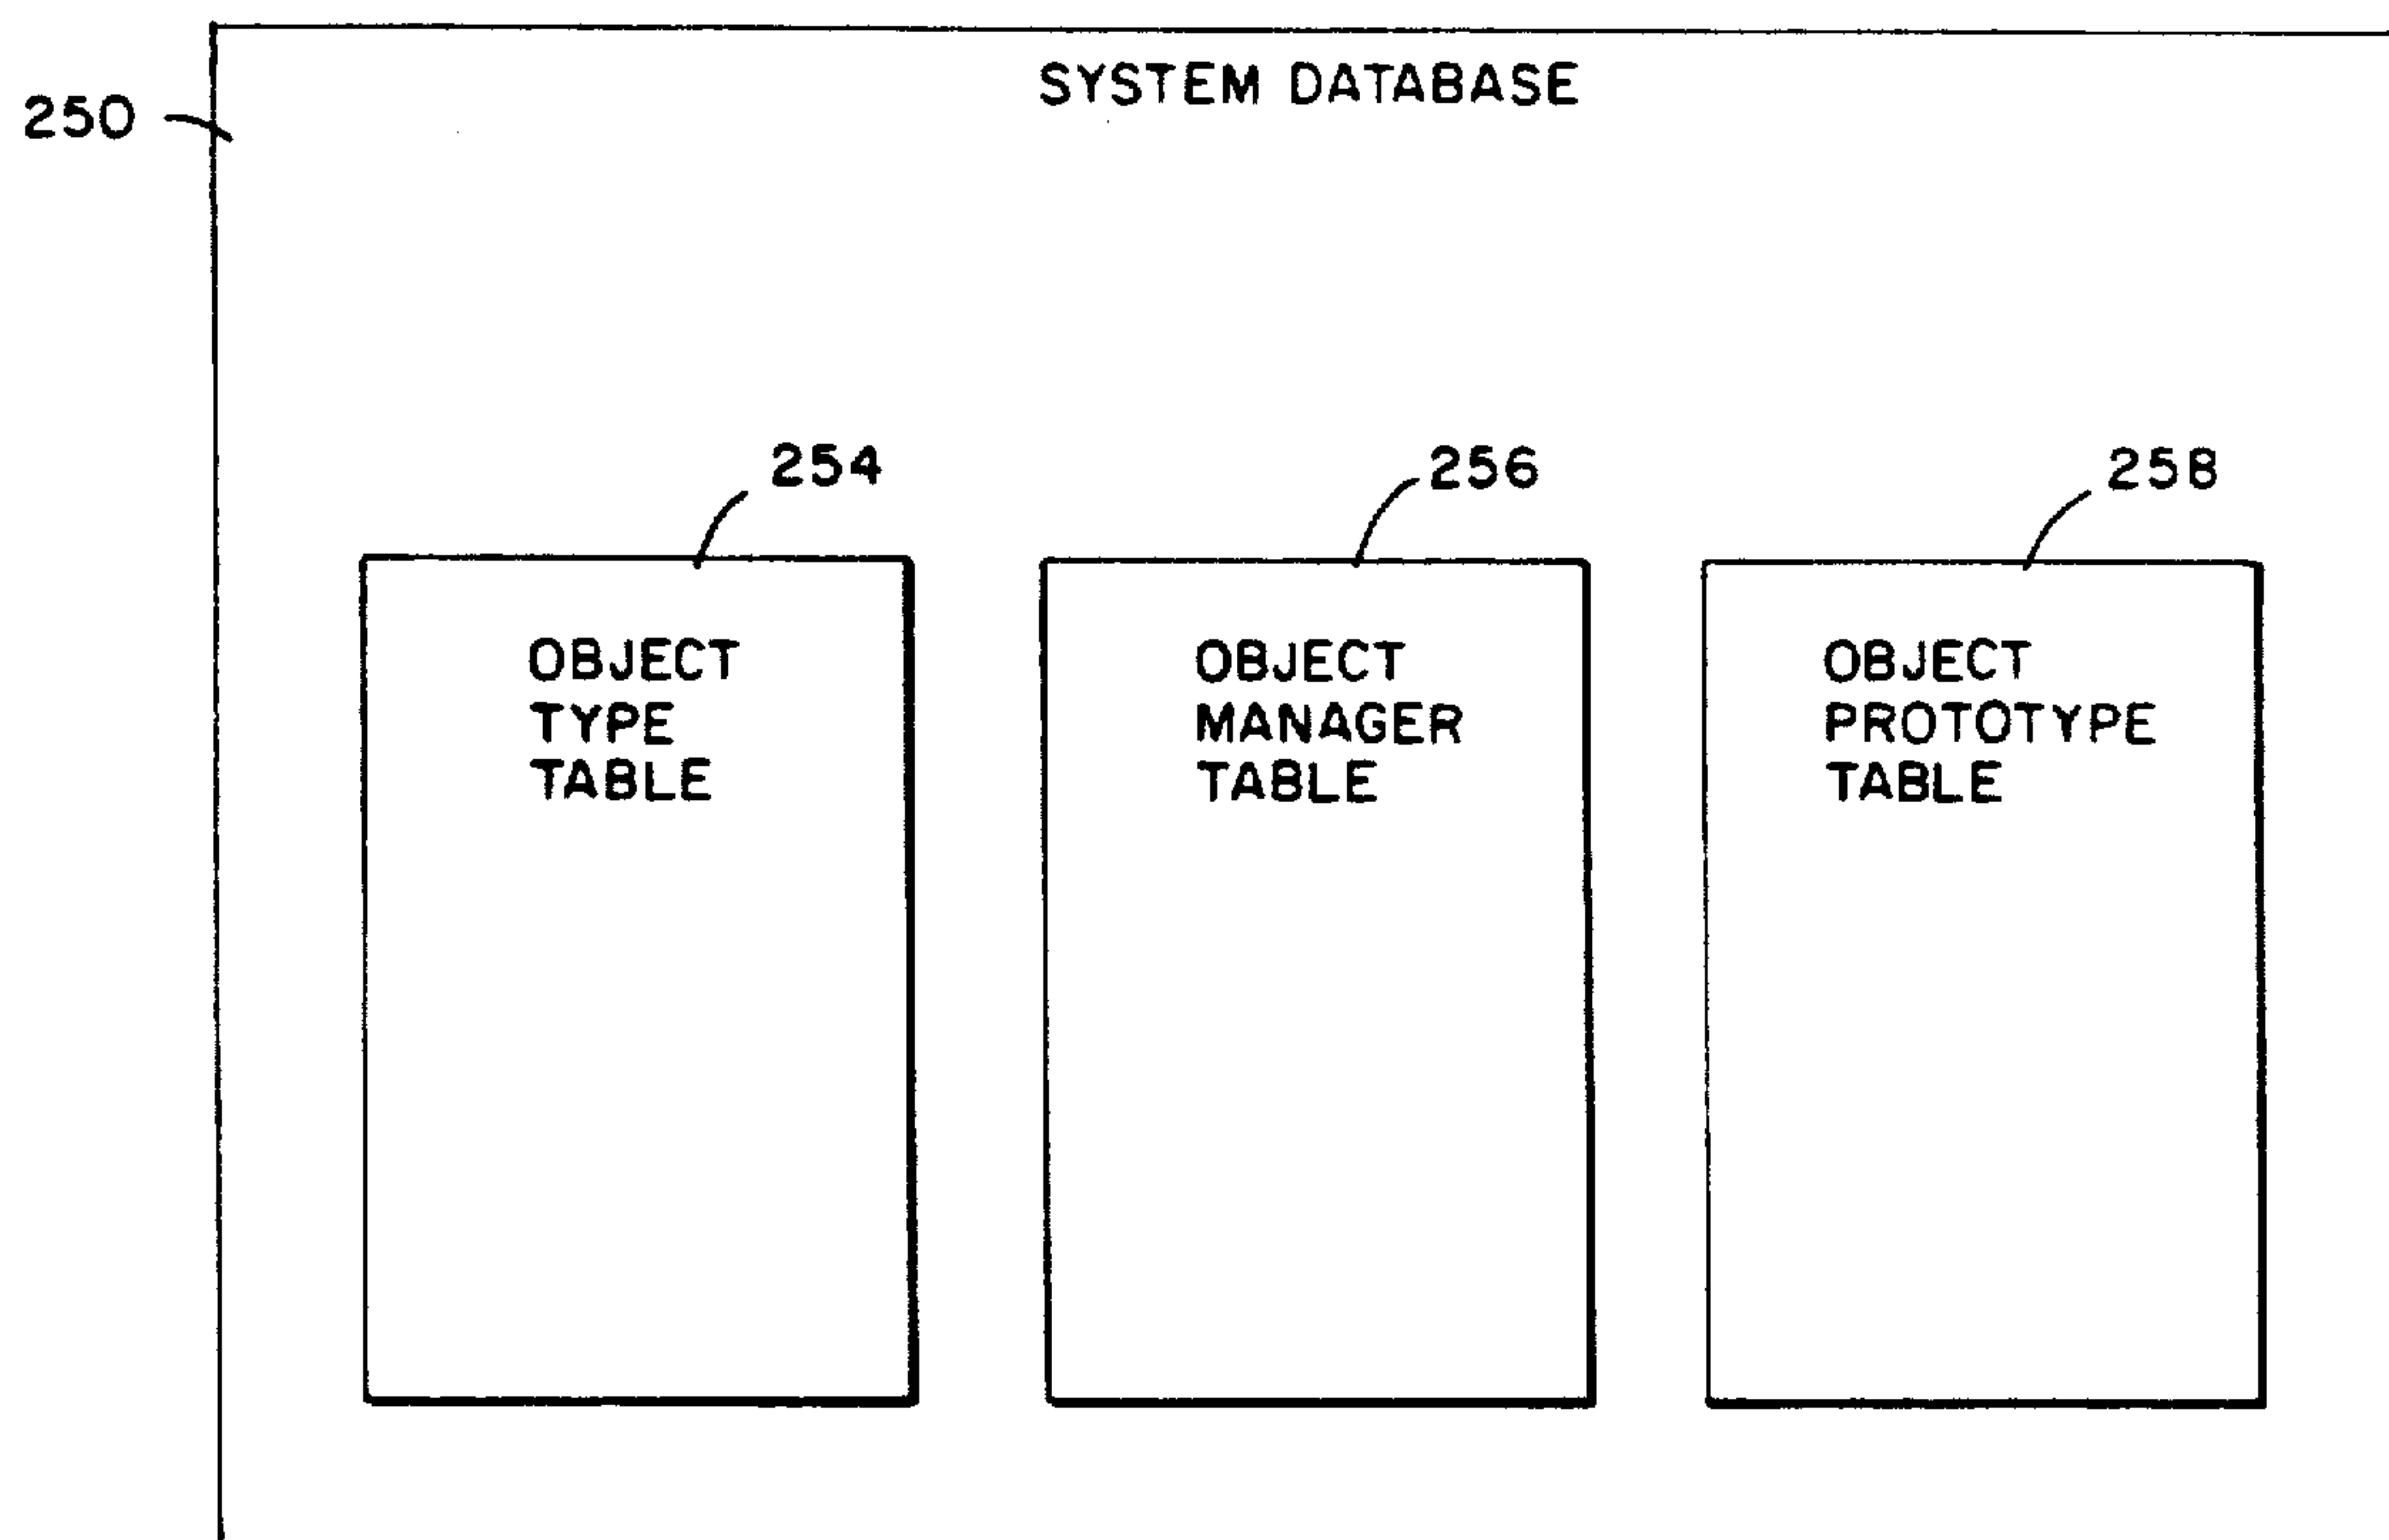 SYSTEM DATABASE
250
254
256
258
OBJECT
TYPE
TABLE
OBJECT
MANAGER
TABLE
OBJECT
PROTOTYPE
TABLE